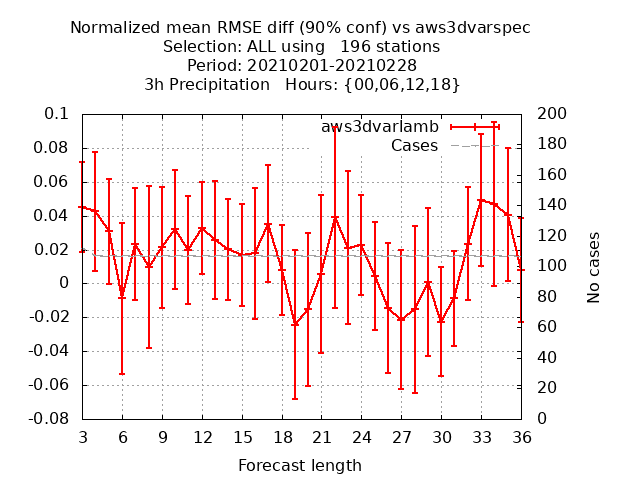 Normalized mean RMSE diff (90% conf) vs aws3dvarspec
Selection: ALL using 196 stations
Period: 20210201-20210228
3h Precipitation Hours: {00,06,12,18}
aws3dvarlamb
Cases
0.1
0.08
0.06
0.04
0.02
0
-0.02
-0.04
-0.06
-0.08
200
180
160
140
120
100
80
60
40
20
0
No cases
3 6 9 12 15 18 21 24 27 30 33 36
Forecast length